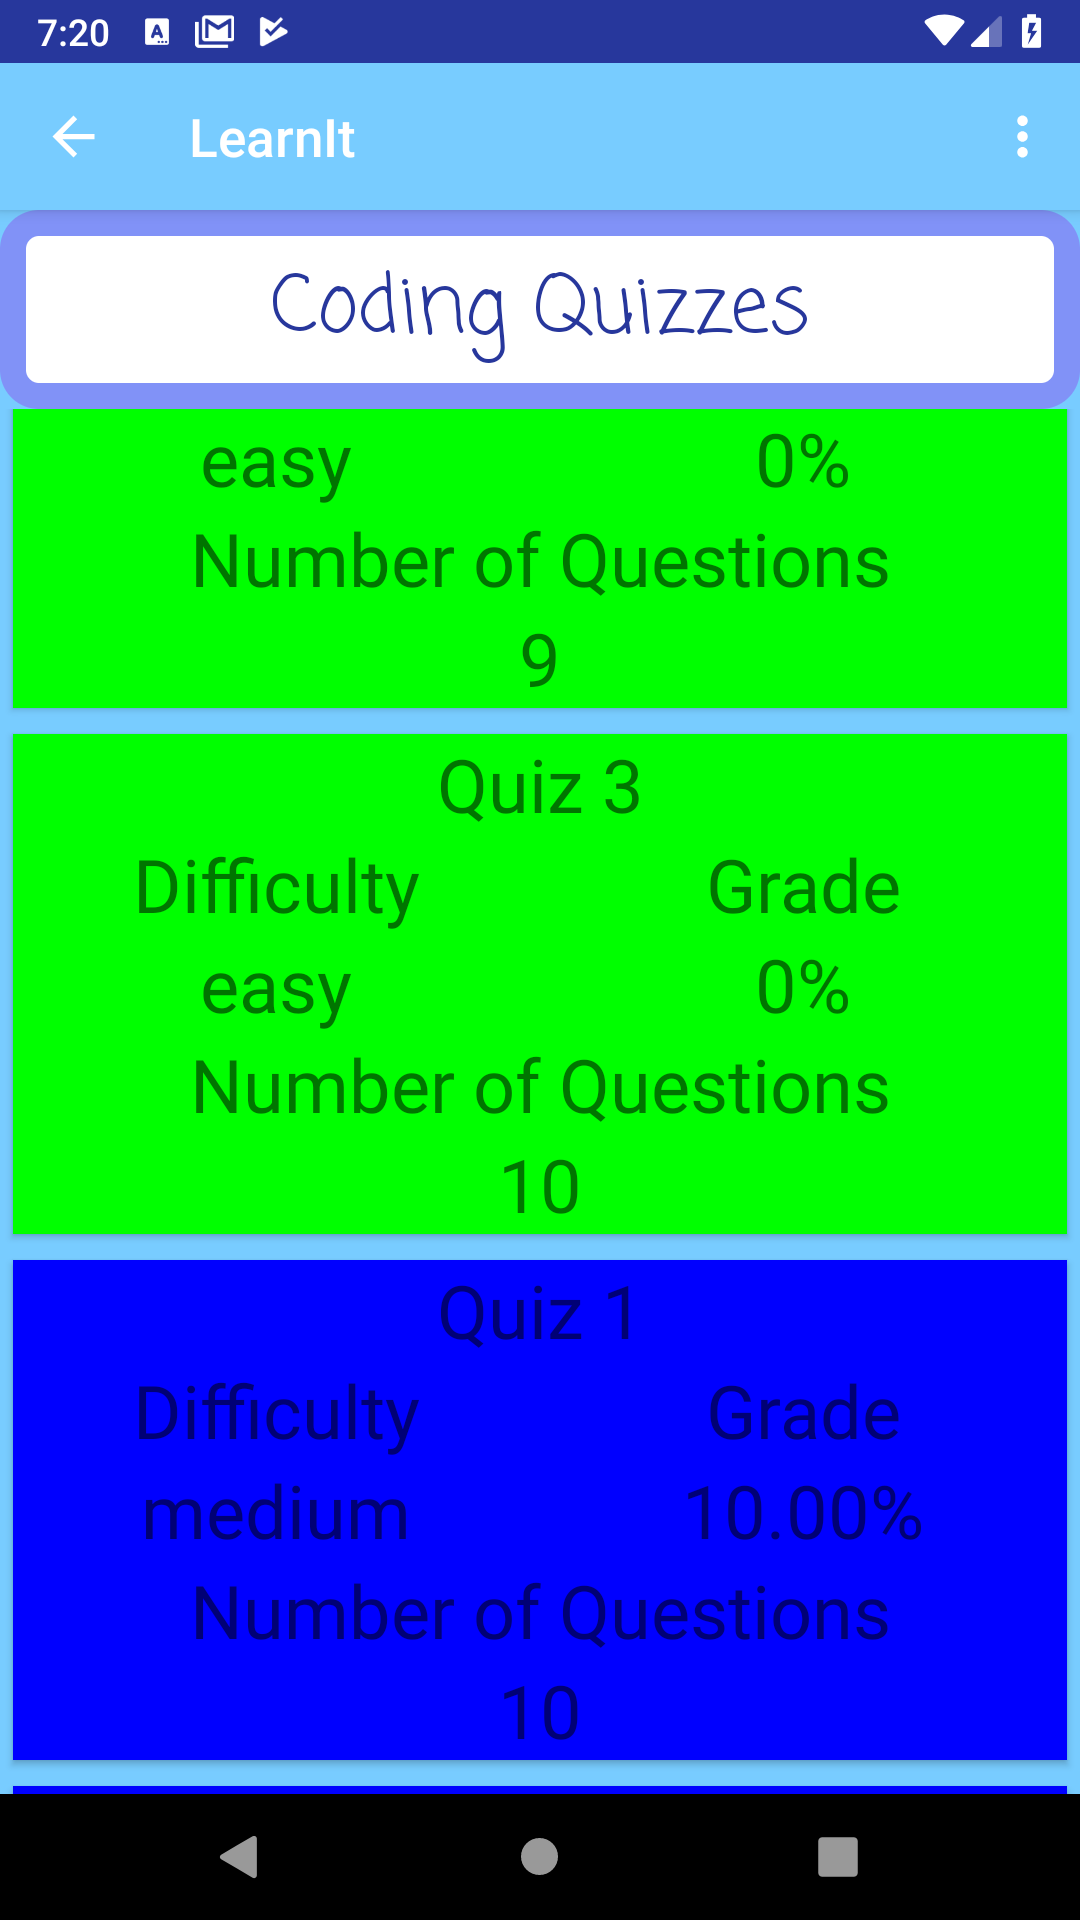 7:20
LearnIt
Coding Quizzes
easy 0%
Number of Questions
9
Quiz 3
Difficulty Grade
easy 0%
Number of Questions
10
Quiz 1
Difficulty Grade
medium 10.00%
Number of Questions
10